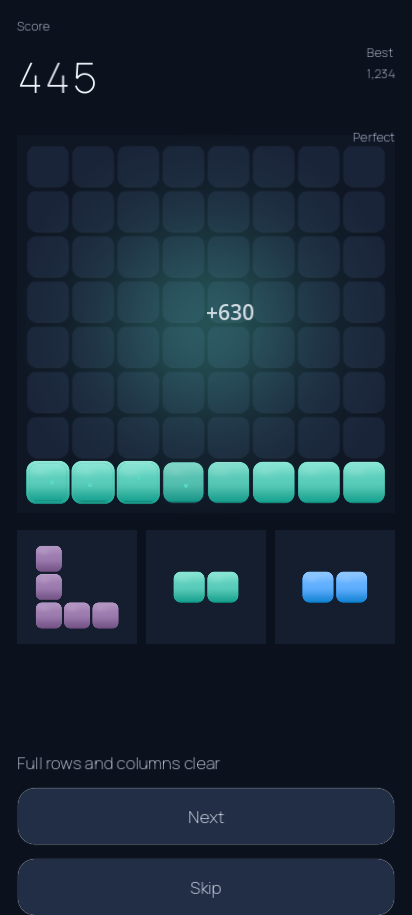 Score
445
Best
1,234
Perfect
+630
Full rows and columns clear
Next
Skip